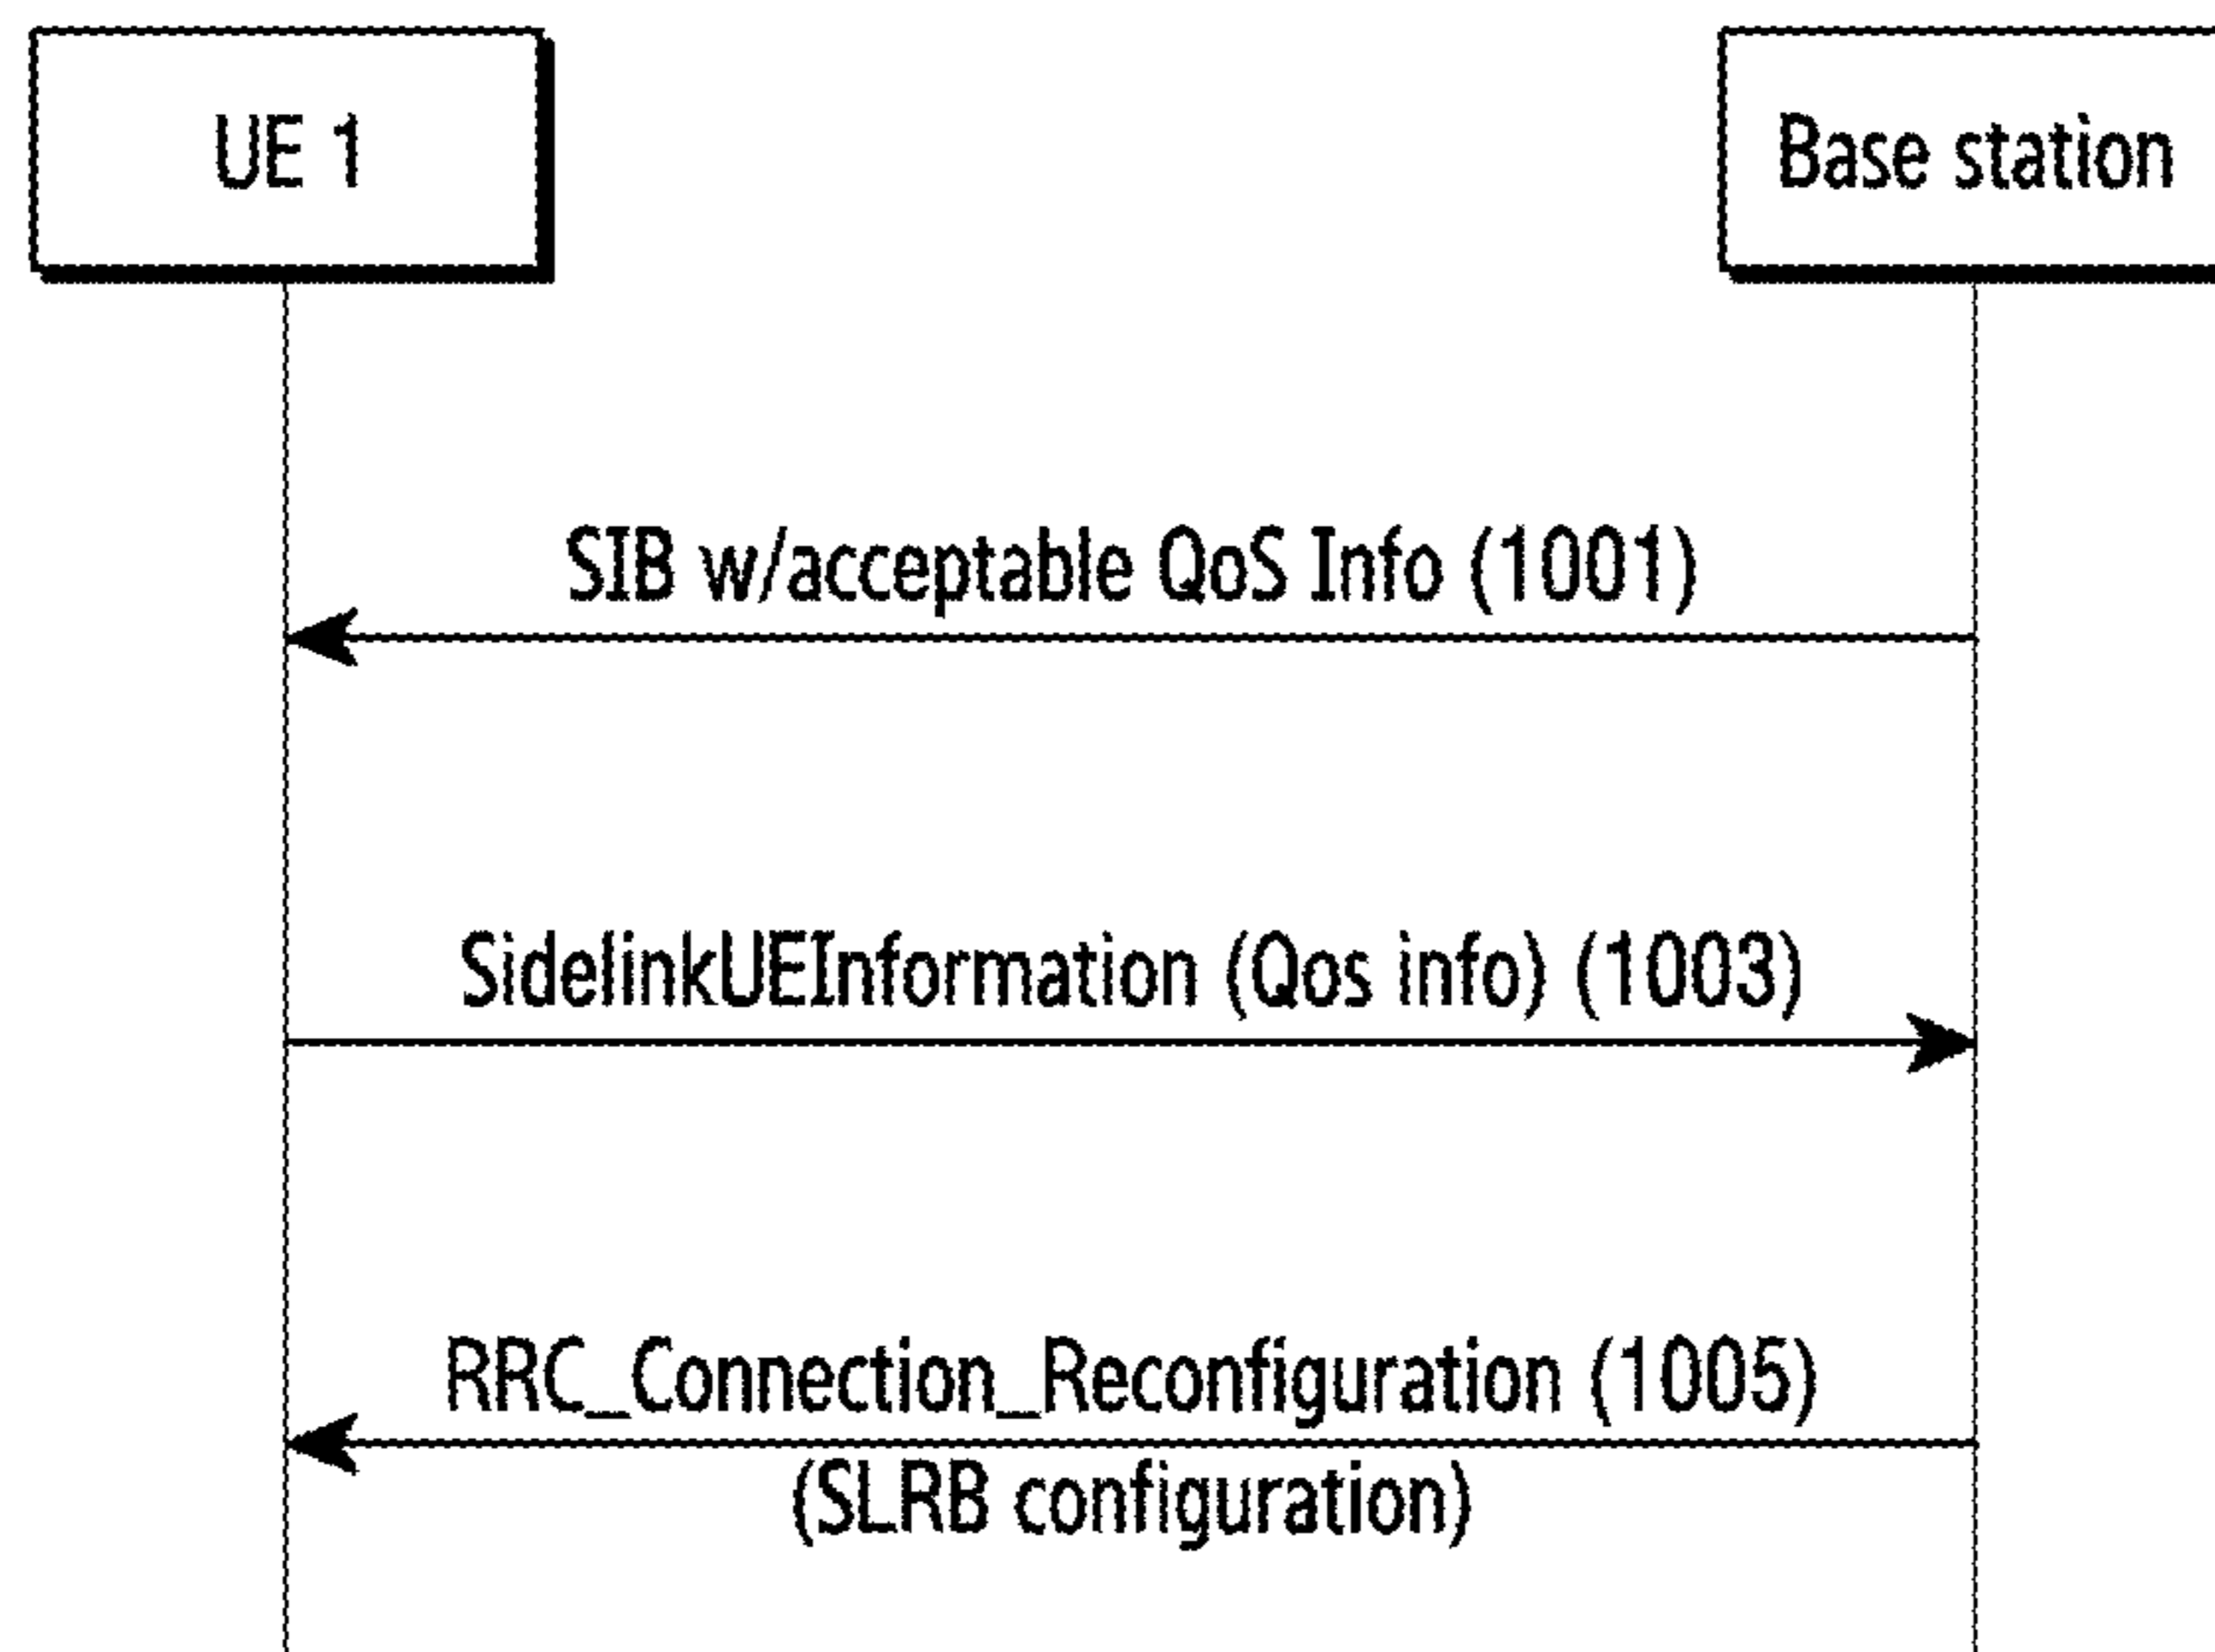 UE 1
Base station
SIB w/acceptable QoS Info (1001)
SidelinkUEInformation (Qos info) (1003)
RRC_Connection_Reconfiguration (1005)
(SLRB configuration)